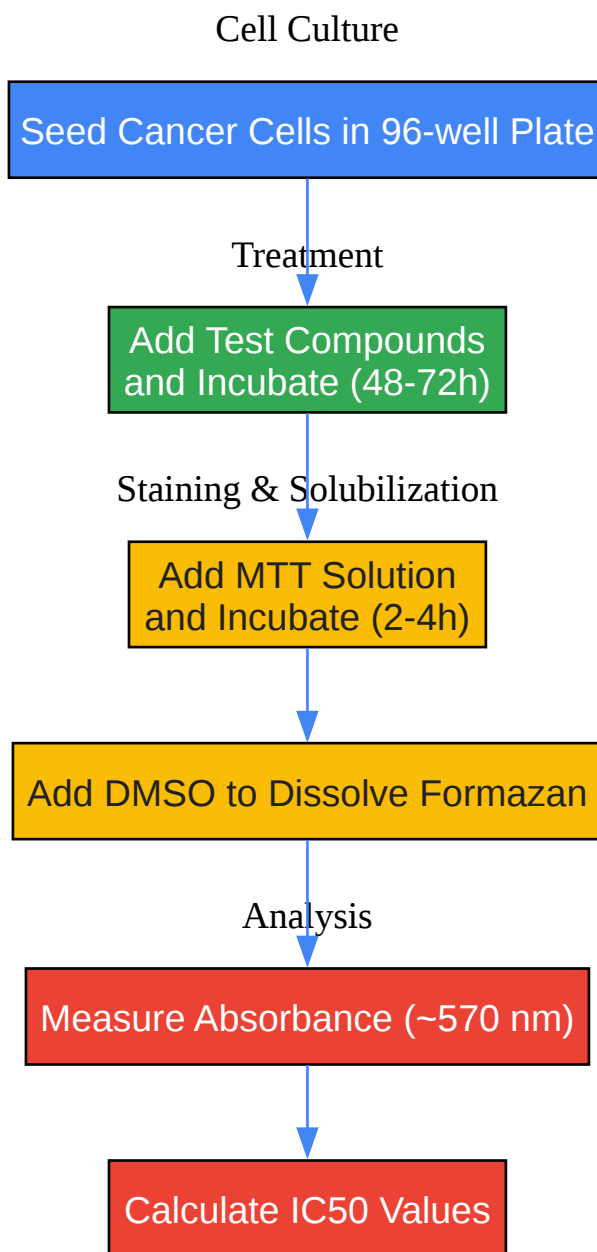 Cell Culture
Seed Cancer Cells in 96-well Plate
Treatment
Add Test Compounds
and Incubate (48-72h)
Staining & Solubilization
Add MTT Solution
and Incubate (2-4h)
Add DMSO to Dissolve Formazan
Analysis
Measure Absorbance (~570 nm)
Calculate IC50 Values